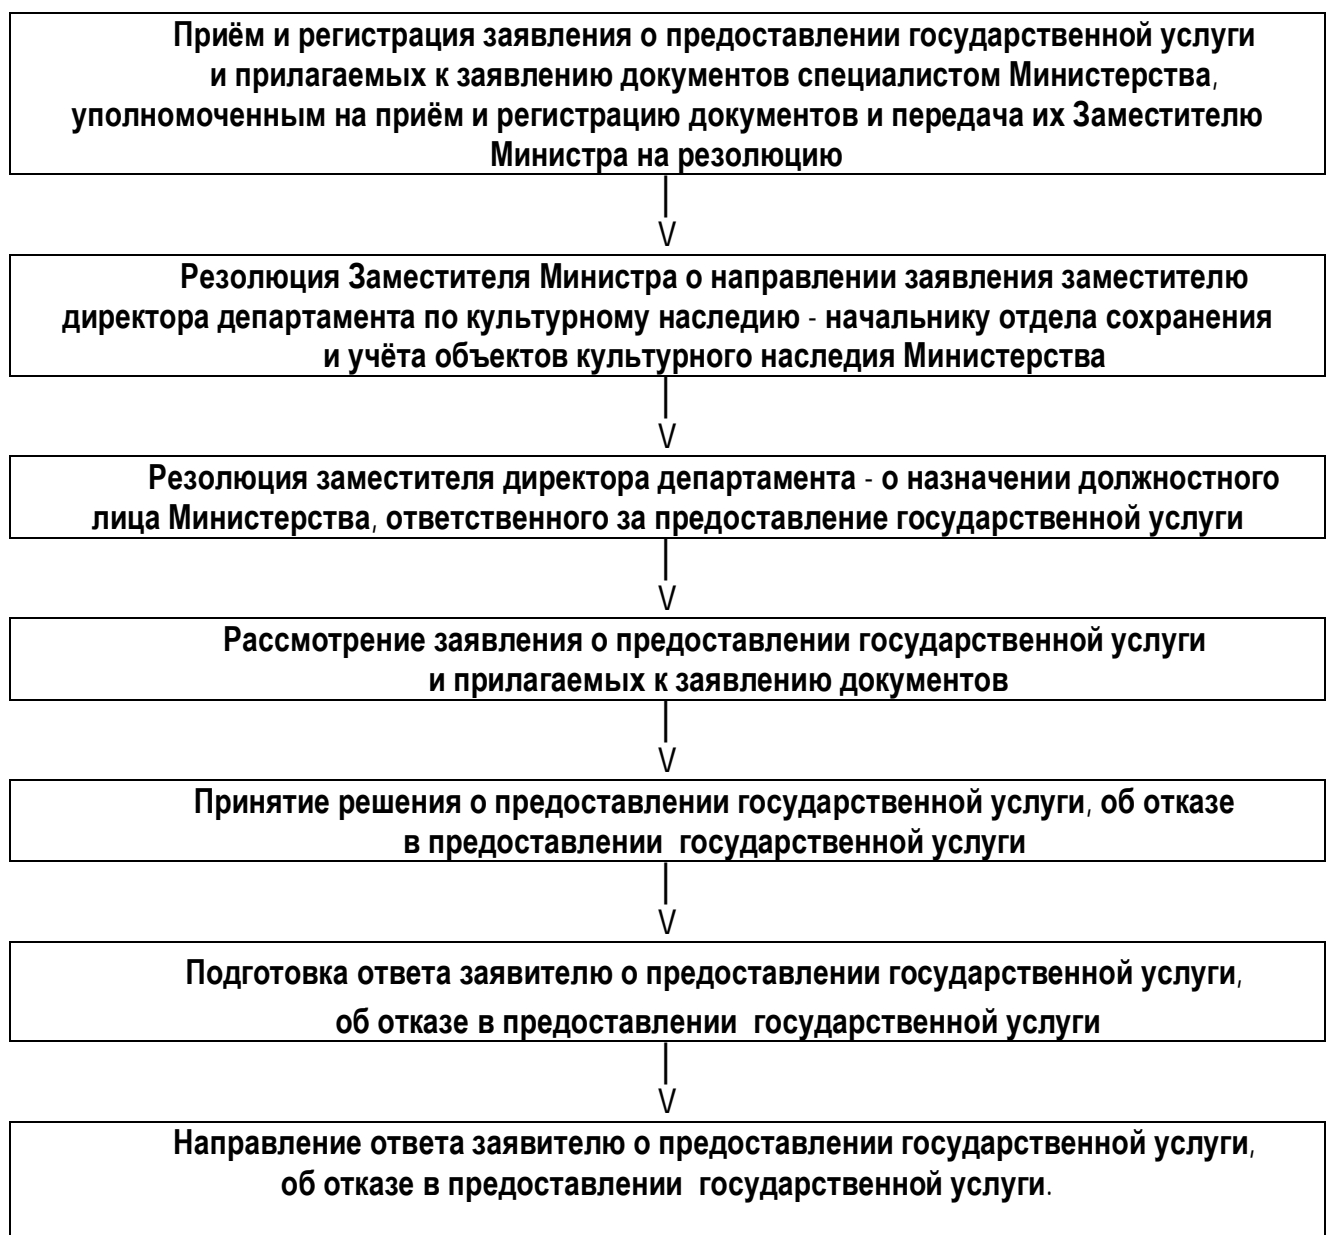 Приём и регистрация заявления о предоставлении государственной услуги
и прилагаемых к заявлению документов специалистом Министерства,
уполномоченным на приём и регистрацию документов и передача их Заместителю
Министра на резолюцию
Резолюция Заместителя Министра о направлении заявления заместителю
директора департамента по культурному наследию - начальнику отдела сохранения
и учёта объектов культурного наследия Министерства
Резолюция заместителя директора департамента - о назначении должностного
лица Министерства, ответственного за предоставление государственной услуги
Рассмотрение заявления о предоставлении государственной услуги
и прилагаемых к заявлению документов
Принятие решения о предоставлении государственной услуги, об отказе
в предоставлении  государственной услуги
Подготовка ответа заявителю о предоставлении государственной услуги,
об отказе в предоставлении  государственной услуги
Направление ответа заявителю о предоставлении государственной услуги,
об отказе в предоставлении  государственной услуги.